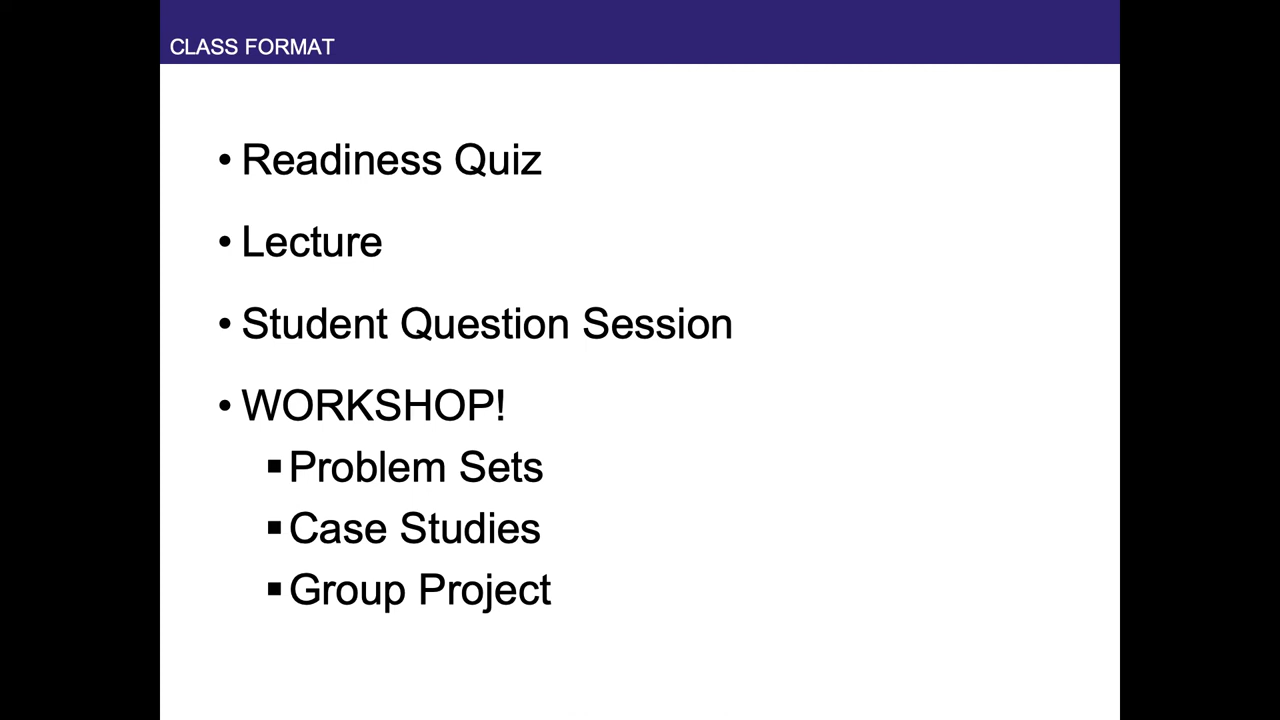 CLASS FORMAT
• Readiness Quiz
• Lecture
• Student Question Session
• WORKSHOP!
▪ Problem Sets
▪ Case Studies
▪ Group Project